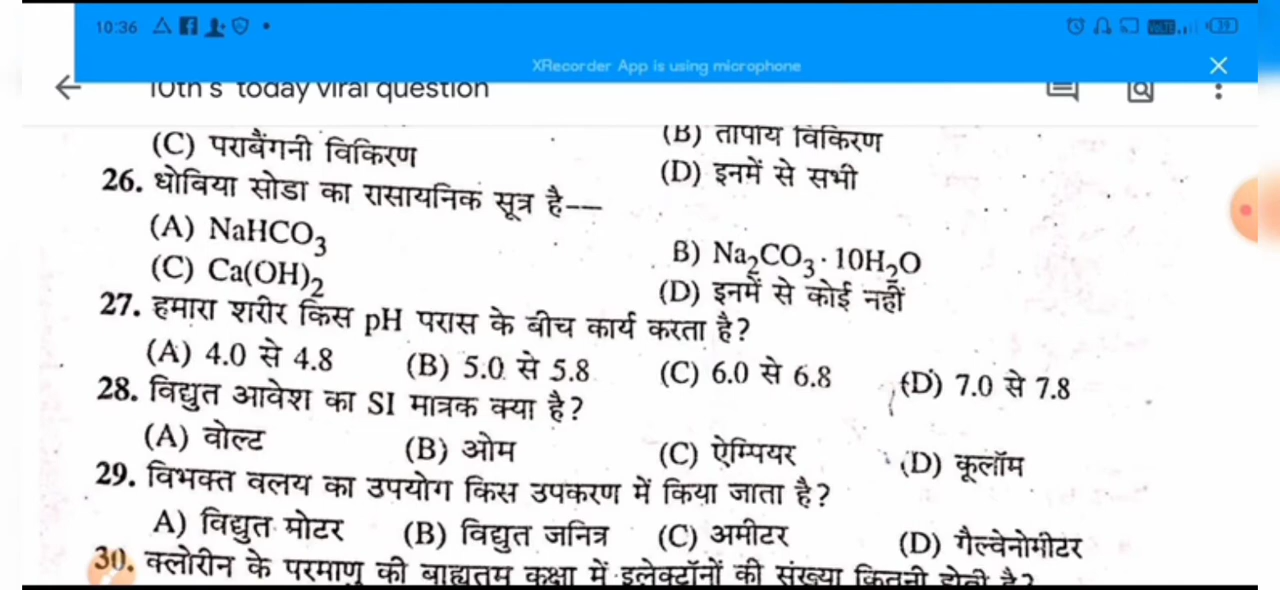 10:36
39
XRecorder App is using microphone
10th's today viral question
(B) तापीय विकिरण
(C) पराबैंगनी विकिरण
(D) इनमें से सभी
26. धोविया सोडा का रासायनिक सूत्र है—
(A) NaHCO₃
B) Na₂CO₃ · 10H₂O
(C) Ca(OH)₂
(D) इनमें से कोई नहीं
27. हमारा शरीर किस pH परास के बीच कार्य करता है?
(A) 4.0 से 4.8 (B) 5.0 से 5.8 (C) 6.0 से 6.8 (D) 7.0 से 7.8
28. विद्युत आवेश का SI मात्रक क्या है?
(A) वोल्ट (B) ओम (C) ऐम्पियर (D) कूलॉम
29. विभक्त वलय का उपयोग किस उपकरण में किया जाता है?
A) विद्युत मोटर (B) विद्युत जनित्र (C) अमीटर (D) गैल्वेनोमीटर
30. क्लोरीन के परमाणु की बाह्यतम कक्षा में इलेक्ट्रॉनों की संख्या कितनी होती है?